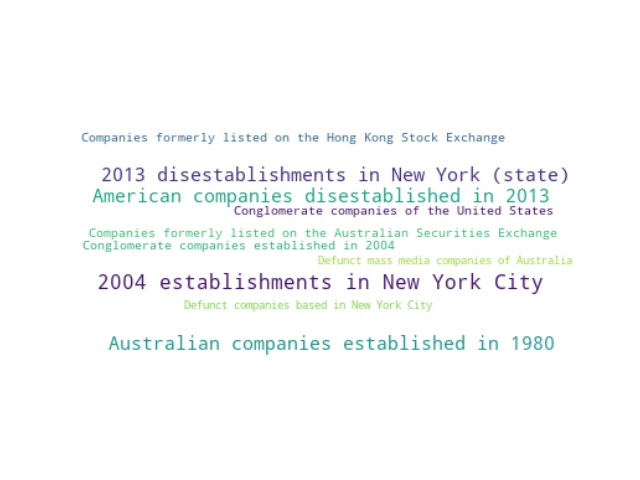 Companies formerly listed on the Hong Kong Stock Exchange
2013 disestablishments in New York (state)
American companies disestablished in 2013
Conglomerate companies of the United States
Companies formerly listed on the Australian Securities Exchange
Conglomerate companies established in 2004
Defunct mass media companies of Australia
2004 establishments in New York City
Defunct companies based in New York City
Australian companies established in 1980